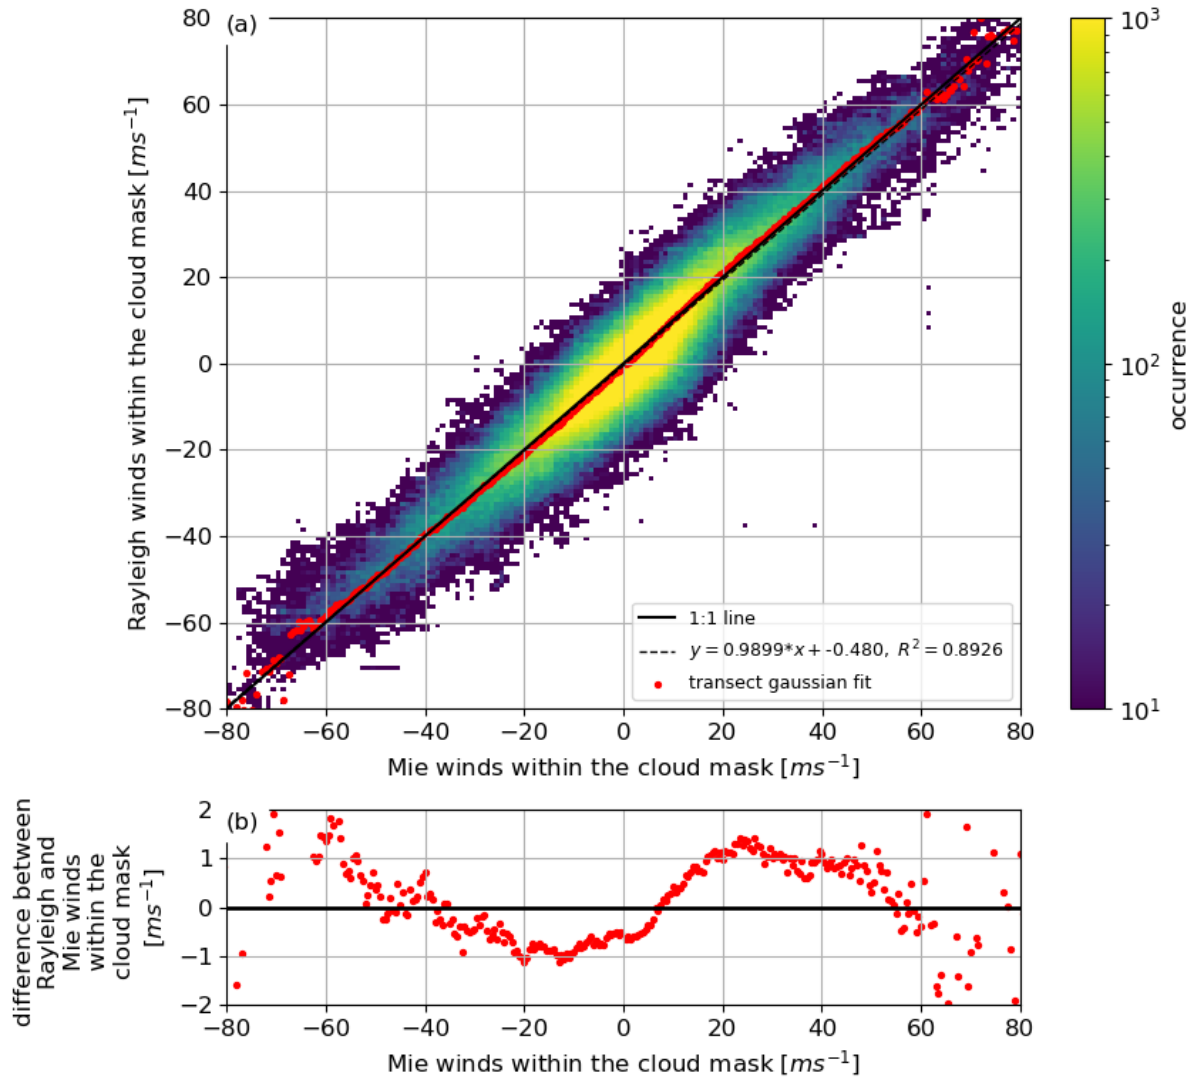 (a)
80
60
40
20
0
−20
−40
−60
−80
Rayleigh winds within the cloud mask [ms⁻¹]
1:1 line
y = 0.9899*x + -0.480, R² = 0.8926
transect gaussian fit
−80 −60 −40 −20 0 20 40 60 80
Mie winds within the cloud mask [ms⁻¹]
10³
10²
10¹
occurrence
(b)
2
1
0
−1
−2
difference between
Rayleigh and
Mie winds
within the
cloud mask
[ms⁻¹]
−80 −60 −40 −20 0 20 40 60 80
Mie winds within the cloud mask [ms⁻¹]